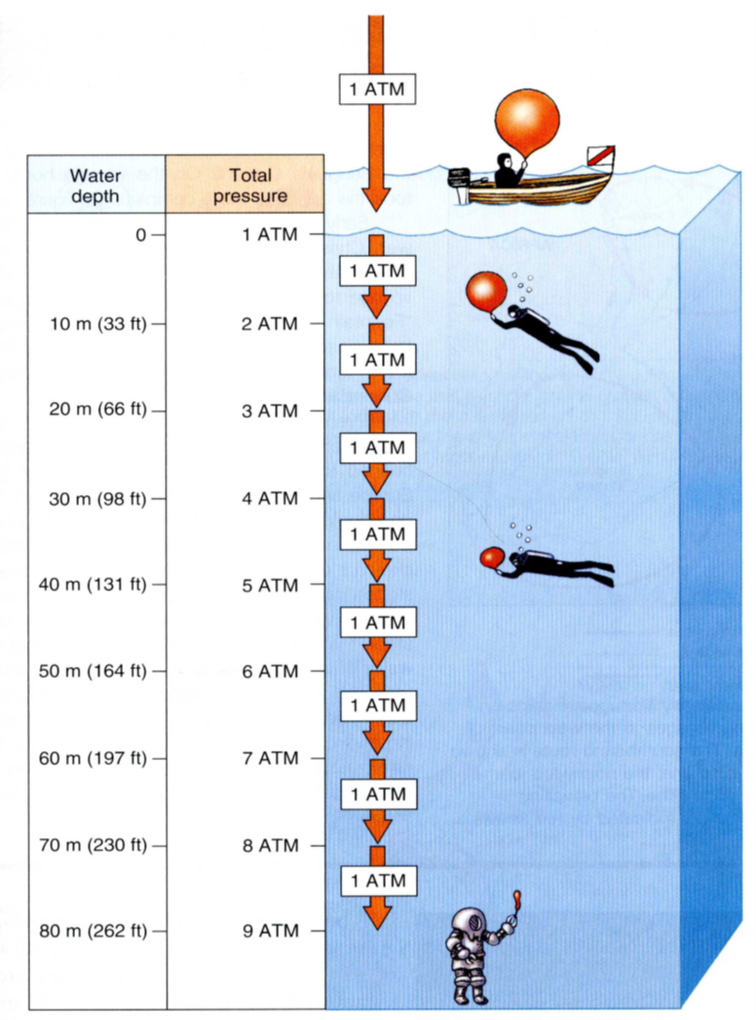 1 ATM
Water
depth
Total
pressure
0 1 ATM
1 ATM
10 m (33 ft) 2 ATM
1 ATM
20 m (66 ft) 3 ATM
1 ATM
30 m (98 ft) 4 ATM
1 ATM
40 m (131 ft) 5 ATM
1 ATM
50 m (164 ft) 6 ATM
1 ATM
60 m (197 ft) 7 ATM
1 ATM
70 m (230 ft) 8 ATM
1 ATM
80 m (262 ft) 9 ATM